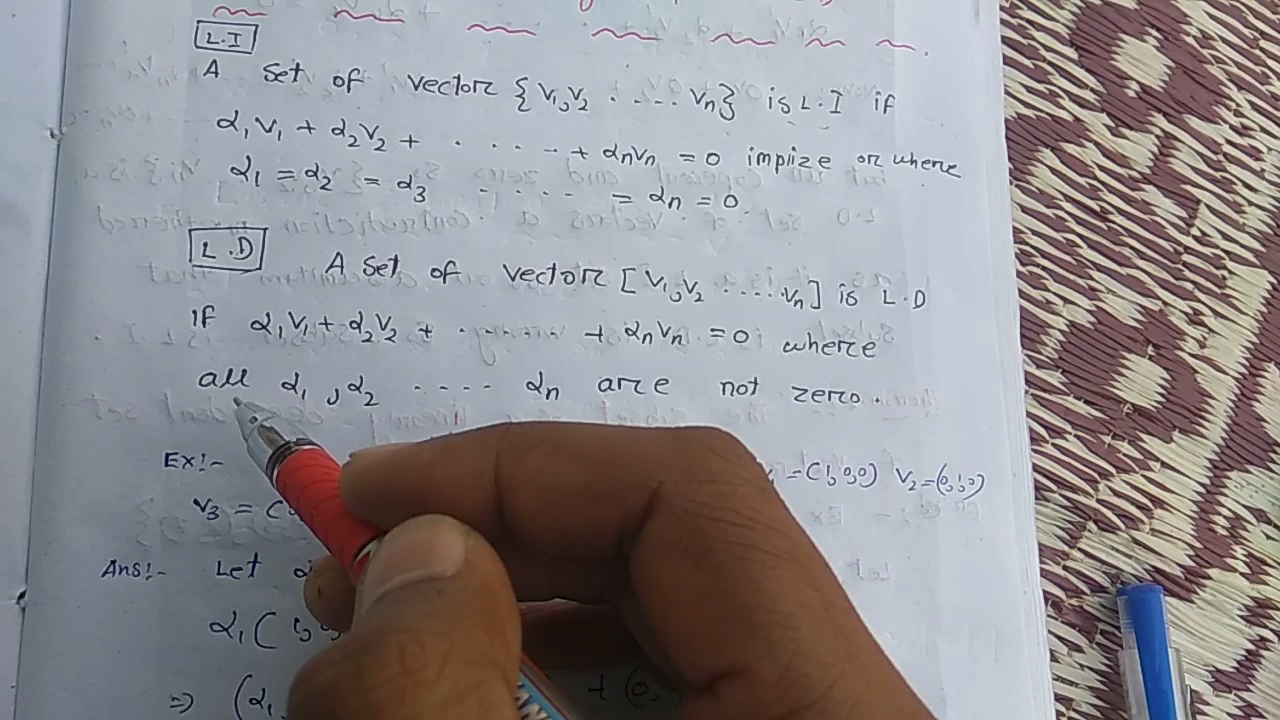 L.I
A set of vector {V1, V2 ..... Vn} is L.I if
α1V1 + α2V2 + ..... + αnVn = 0 implize or where
α1 = α2 = α3 ..... = αn = 0.
L.D
A set of vector [V1, V2 ..... Vn] is L.D
If α1V1 + α2V2 + ..... + αnVn = 0 where
all α1, α2 .... αn are not zero.
Ex:- = (1,0,0) V2 = (0,1,0)
V3 = (
Ans:- Let
α1 (
⇒ (α1 + (0,